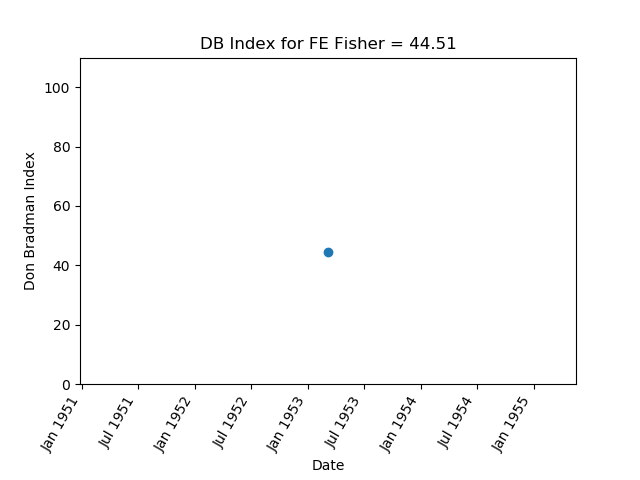 DB Index for FE Fisher = 44.51
Don Bradman Index
100
80
60
40
20
0
Jan 1951
Jul 1951
Jan 1952
Jul 1952
Jan 1953
Jul 1953
Jan 1954
Jul 1954
Jan 1955
Date